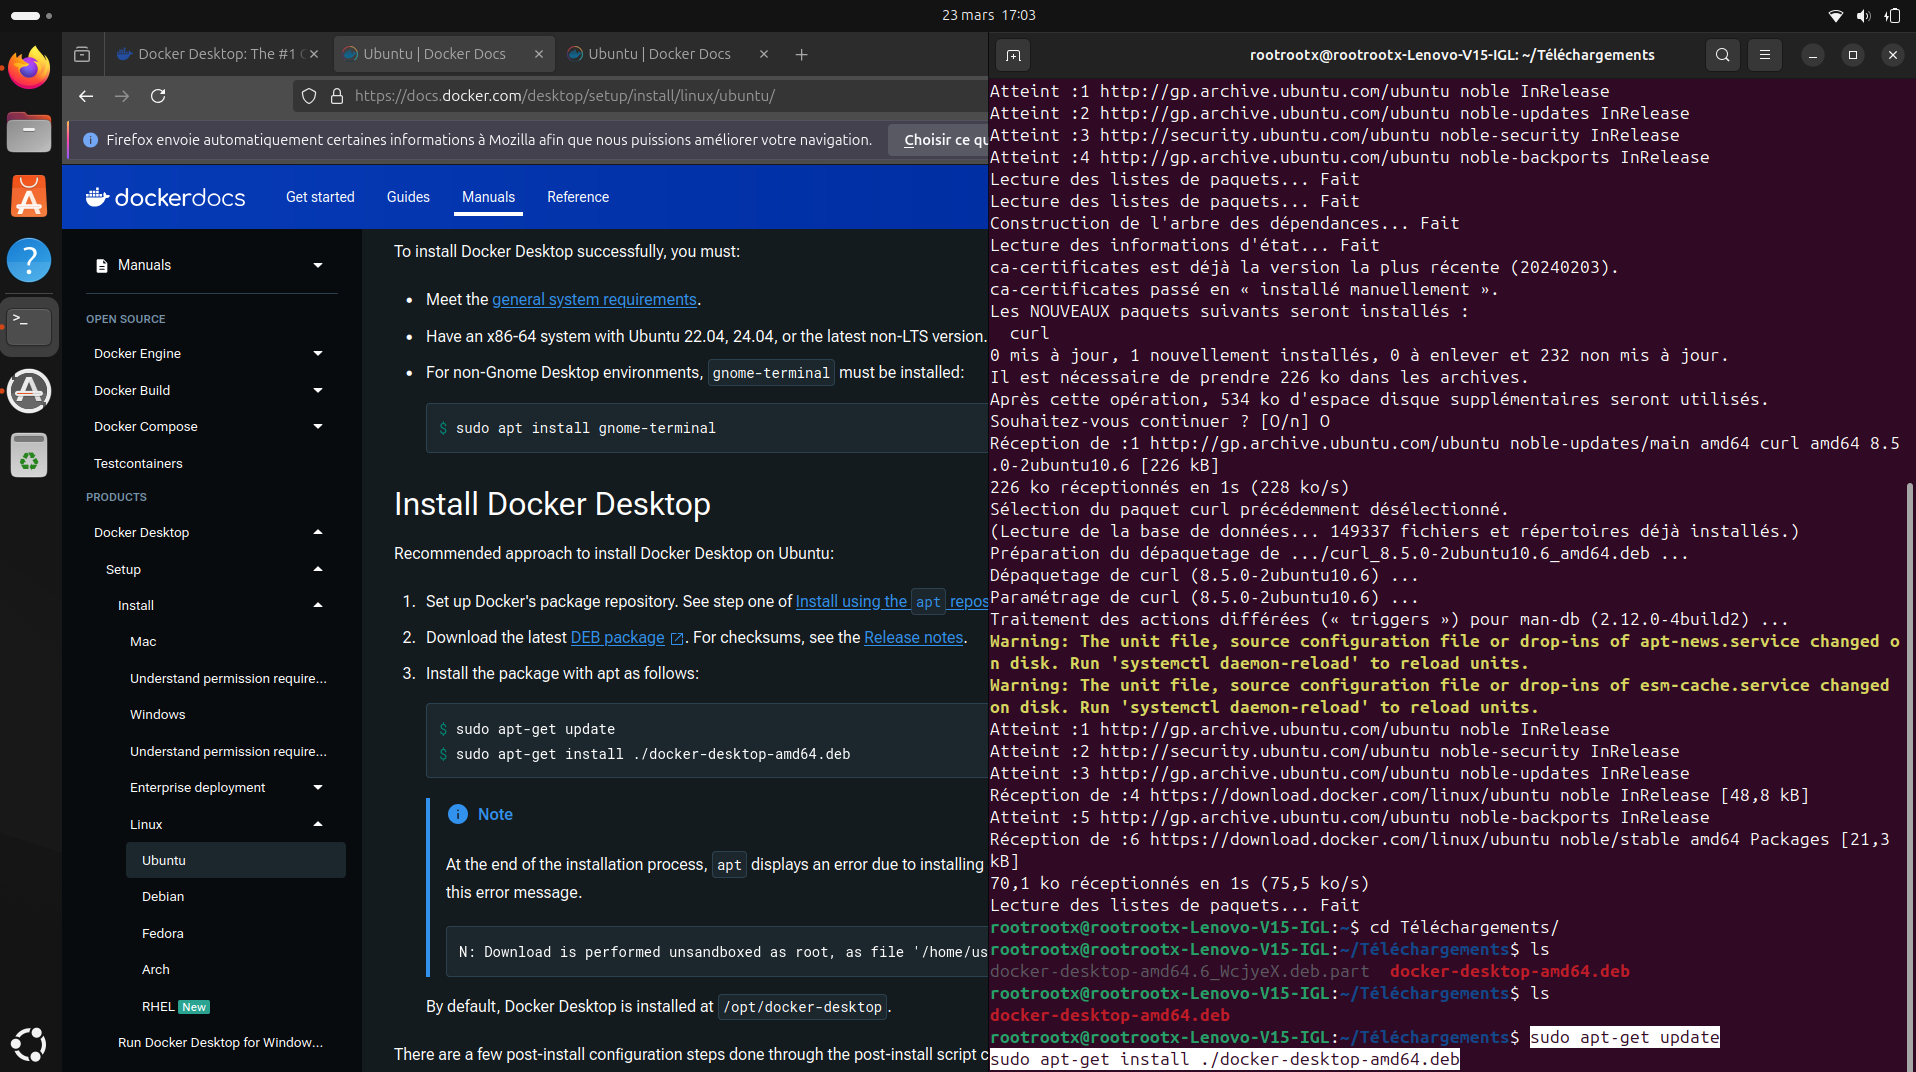 23 mars 17:03
Docker Desktop: The #1 C
Ubuntu | Docker Docs
Ubuntu | Docker Docs
https://docs.docker.com/desktop/setup/install/linux/ubuntu/
Firefox envoie automatiquement certaines informations à Mozilla afin que nous puissions améliorer votre navigation.
Choisir ce qu
dockerdocs
Get started
Guides
Manuals
Reference
Manuals
OPEN SOURCE
Docker Engine
Docker Build
Docker Compose
Testcontainers
PRODUCTS
Docker Desktop
Setup
Install
Mac
Understand permission require...
Windows
Understand permission require...
Enterprise deployment
Linux
Ubuntu
Debian
Fedora
Arch
RHEL New
Run Docker Desktop for Window...
To install Docker Desktop successfully, you must:
• Meet the general system requirements.
• Have an x86-64 system with Ubuntu 22.04, 24.04, or the latest non-LTS version.
• For non-Gnome Desktop environments, gnome-terminal must be installed:
$ sudo apt install gnome-terminal
Install Docker Desktop
Recommended approach to install Docker Desktop on Ubuntu:
1. Set up Docker's package repository. See step one of Install using the apt repos
2. Download the latest DEB package. For checksums, see the Release notes.
3. Install the package with apt as follows:
$ sudo apt-get update
$ sudo apt-get install ./docker-desktop-amd64.deb
Note
At the end of the installation process, apt displays an error due to installing
this error message.
N: Download is performed unsandboxed as root, as file '/home/us
By default, Docker Desktop is installed at /opt/docker-desktop.
There are a few post-install configuration steps done through the post-install script c
rootrootx@rootrootx-Lenovo-V15-IGL: ~/Téléchargements
Atteint :1 http://gp.archive.ubuntu.com/ubuntu noble InRelease
Atteint :2 http://gp.archive.ubuntu.com/ubuntu noble-updates InRelease
Atteint :3 http://security.ubuntu.com/ubuntu noble-security InRelease
Atteint :4 http://gp.archive.ubuntu.com/ubuntu noble-backports InRelease
Lecture des listes de paquets... Fait
Lecture des listes de paquets... Fait
Construction de l'arbre des dépendances... Fait
Lecture des informations d'état... Fait
ca-certificates est déjà la version la plus récente (20240203).
ca-certificates passé en « installé manuellement ».
Les NOUVEAUX paquets suivants seront installés :
curl
0 mis à jour, 1 nouvellement installés, 0 à enlever et 232 non mis à jour.
Il est nécessaire de prendre 226 ko dans les archives.
Après cette opération, 534 ko d'espace disque supplémentaires seront utilisés.
Souhaitez-vous continuer ? [O/n] O
Réception de :1 http://gp.archive.ubuntu.com/ubuntu noble-updates/main amd64 curl amd64 8.5
.0-2ubuntu10.6 [226 kB]
226 ko réceptionnés en 1s (228 ko/s)
Sélection du paquet curl précédemment désélectionné.
(Lecture de la base de données... 149337 fichiers et répertoires déjà installés.)
Préparation du dépaquetage de .../curl_8.5.0-2ubuntu10.6_amd64.deb ...
Dépaquetage de curl (8.5.0-2ubuntu10.6) ...
Paramétrage de curl (8.5.0-2ubuntu10.6) ...
Traitement des actions différées (« triggers ») pour man-db (2.12.0-4build2) ...
Warning: The unit file, source configuration file or drop-ins of apt-news.service changed o
n disk. Run 'systemctl daemon-reload' to reload units.
Warning: The unit file, source configuration file or drop-ins of esm-cache.service changed
on disk. Run 'systemctl daemon-reload' to reload units.
Atteint :1 http://gp.archive.ubuntu.com/ubuntu noble InRelease
Atteint :2 http://security.ubuntu.com/ubuntu noble-security InRelease
Atteint :3 http://gp.archive.ubuntu.com/ubuntu noble-updates InRelease
Réception de :4 https://download.docker.com/linux/ubuntu noble InRelease [48,8 kB]
Atteint :5 http://gp.archive.ubuntu.com/ubuntu noble-backports InRelease
Réception de :6 https://download.docker.com/linux/ubuntu noble/stable amd64 Packages [21,3
kB]
70,1 ko réceptionnés en 1s (75,5 ko/s)
Lecture des listes de paquets... Fait
rootrootx@rootrootx-Lenovo-V15-IGL:~$ cd Téléchargements/
rootrootx@rootrootx-Lenovo-V15-IGL:~/Téléchargements$ ls
docker-desktop-amd64.6_WcjyeX.deb.part docker-desktop-amd64.deb
rootrootx@rootrootx-Lenovo-V15-IGL:~/Téléchargements$ ls
docker-desktop-amd64.deb
rootrootx@rootrootx-Lenovo-V15-IGL:~/Téléchargements$ sudo apt-get update
sudo apt-get install ./docker-desktop-amd64.deb